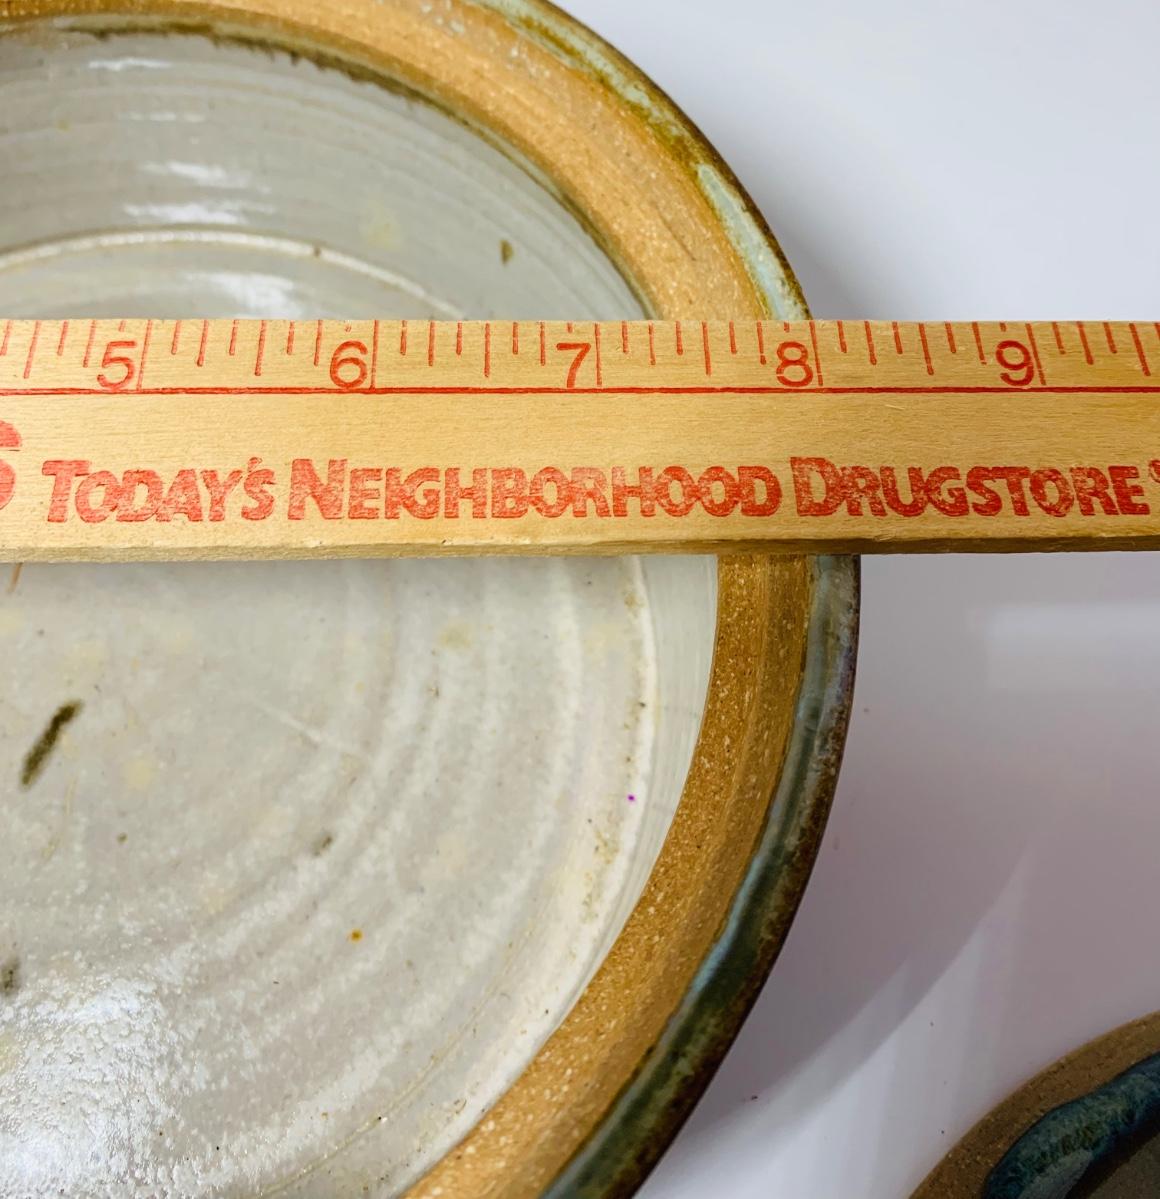 5 6 7 8 9
TODAY'S NEIGHBORHOOD DRUGSTORE